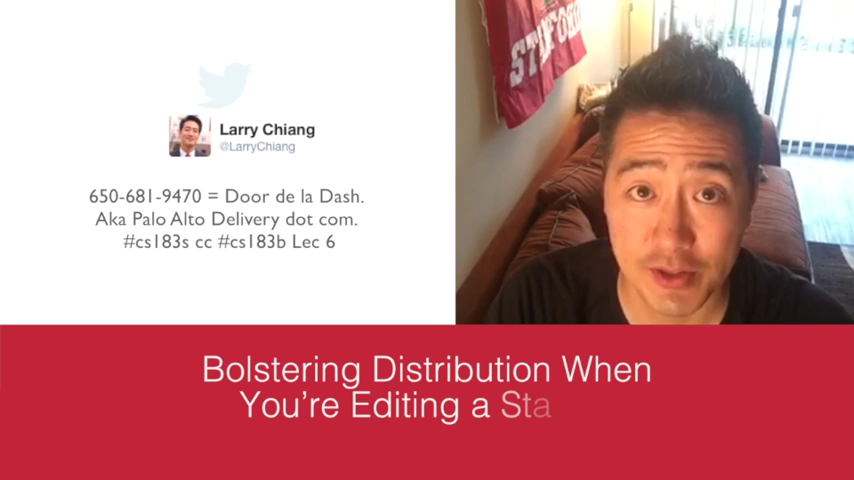 Larry Chiang
@LarryChiang
650-681-9470 = Door de la Dash.
Aka Palo Alto Delivery dot com.
#cs183s cc #cs183b Lec 6
STANFORD
Bolstering Distribution When
You're Editing a Sta